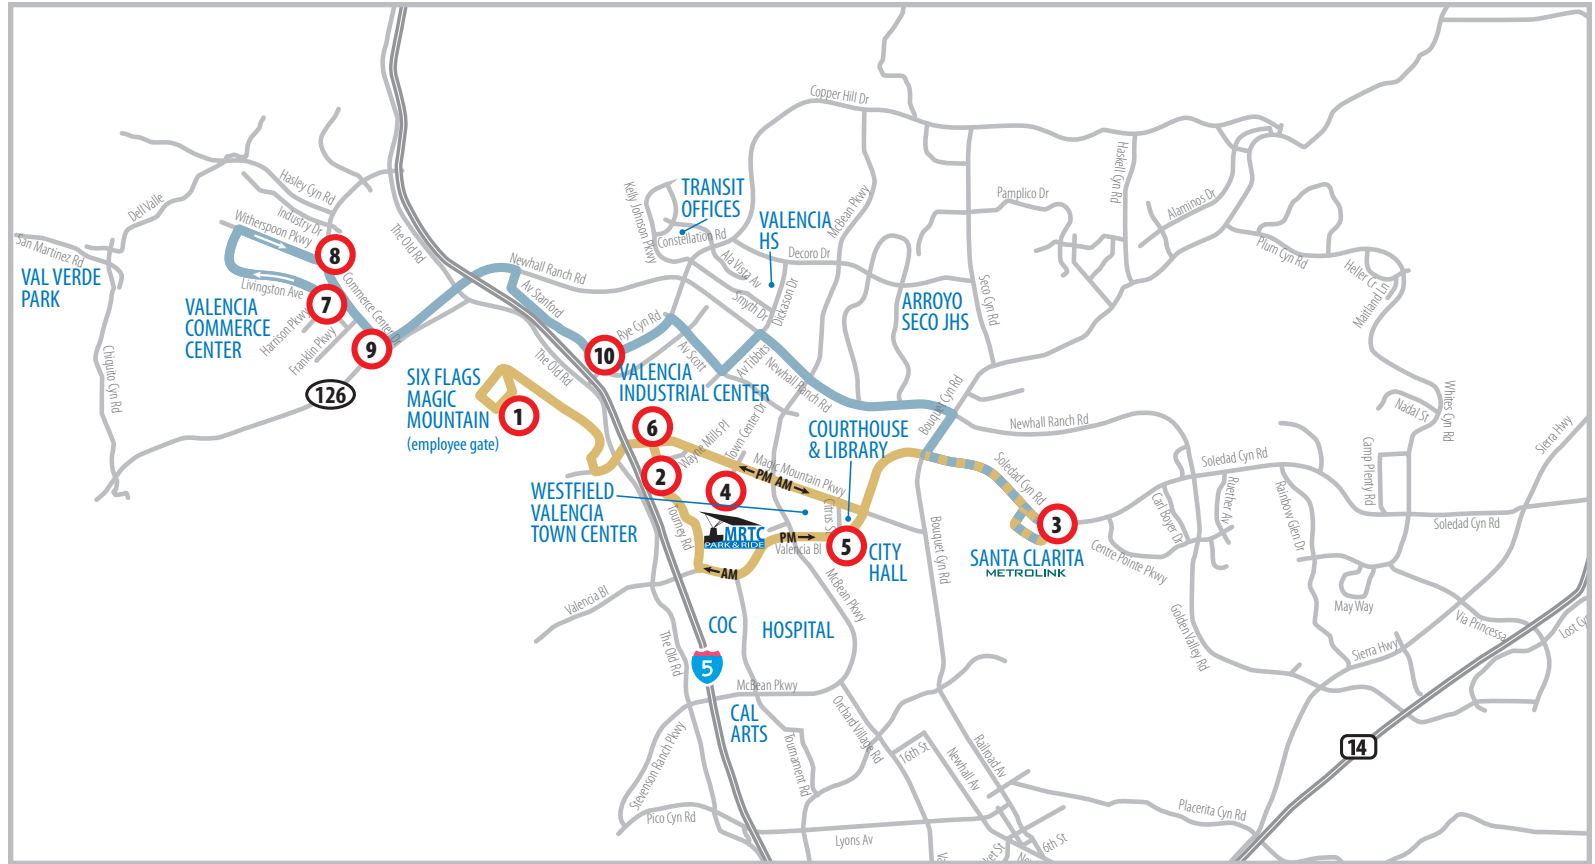 Copper Hill Dr
Haskell Cyn Rd
Hasley Cyn Rd
Dell Valle
Industry Dr
Witherspoon Pkwy
San Martinez Rd
VAL VERDE
PARK
Livingston Ave
VALENCIA
COMMERCE
CENTER
Harrison Pkwy
Franklin Pkwy
Commerce Center Dr
8
7
9
126
Chiquito Cyn Rd
The Old Rd
Newhall Ranch Rd
Av Stanford
Kelly Johnson Pkwy
TRANSIT
OFFICES
Constellation Rd
VALENCIA
HS
McBean Pkwy
Decoro Dr
Ala Vista Av
Smyth Dr
Dickason Dr
Pamplico Dr
Alaminos Dr
Plum Cyn Rd
Heller Cr
Maitland Ln
ARROYO
SECO JHS
Seco Cyn Rd
Rye Cyn Rd
10
Av Scott
Av Tibbits
Newhall Ranch Rd
The Old Rd
VALENCIA
INDUSTRIAL CENTER
SIX FLAGS
MAGIC
MOUNTAIN
(employee gate)
1
6
2
Wayne Mills Pl
Town Center Dr
4
Magic Mountain Pkwy
PM AM
COURTHOUSE
& LIBRARY
Bouquet Cyn Rd
Newhall Ranch Rd
Nadal St
Whites Cyn Rd
Camp Plenty Rd
Sierra Hwy
Soledad Cyn Rd
Soledad Cyn Rd
Ruether Av
Rainbow Glen Dr
Carl Boyer Dr
Soledad Cyn Rd
WESTFIELD
VALENCIA
TOWN CENTER
Tourney Rd
MRTC
PARK & RIDE
PM
Valencia Bl
AM
5
CITY
HALL
3
SANTA CLARITA
METROLINK
Centre Pointe Pkwy
Bouquet Cyn Rd
McBean Pkwy
Valencia Bl
The Old Rd
COC
HOSPITAL
5
McBean Pkwy
CAL
ARTS
Golden Valley Rd
May Way
Via Princessa
Sierra Hwy
14
Stevenson Ranch Pkwy
Pico Cyn Rd
Tournament Rd
Orchard Village Rd
16th St
Newhall Av
Railroad Av
Lyons Av
6th St
Placerita Cyn Rd